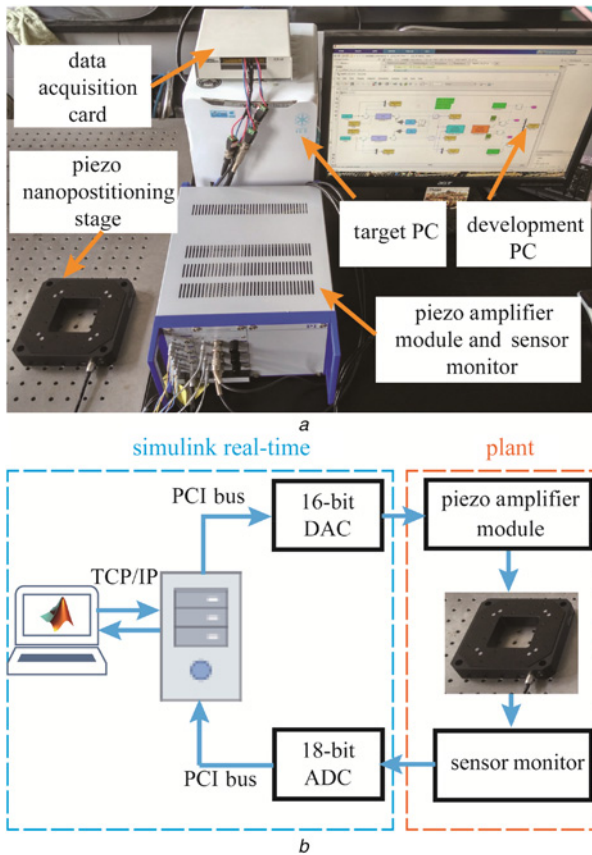 data
acquisition
card
piezo
nanopostitioning
stage
target PC
development
PC
piezo amplifier
module and sensor
monitor
a
simulink real-time
plant
PCI bus
16-bit
DAC
piezo amplifier
module
TCP/IP
18-bit
ADC
sensor monitor
PCI bus
b